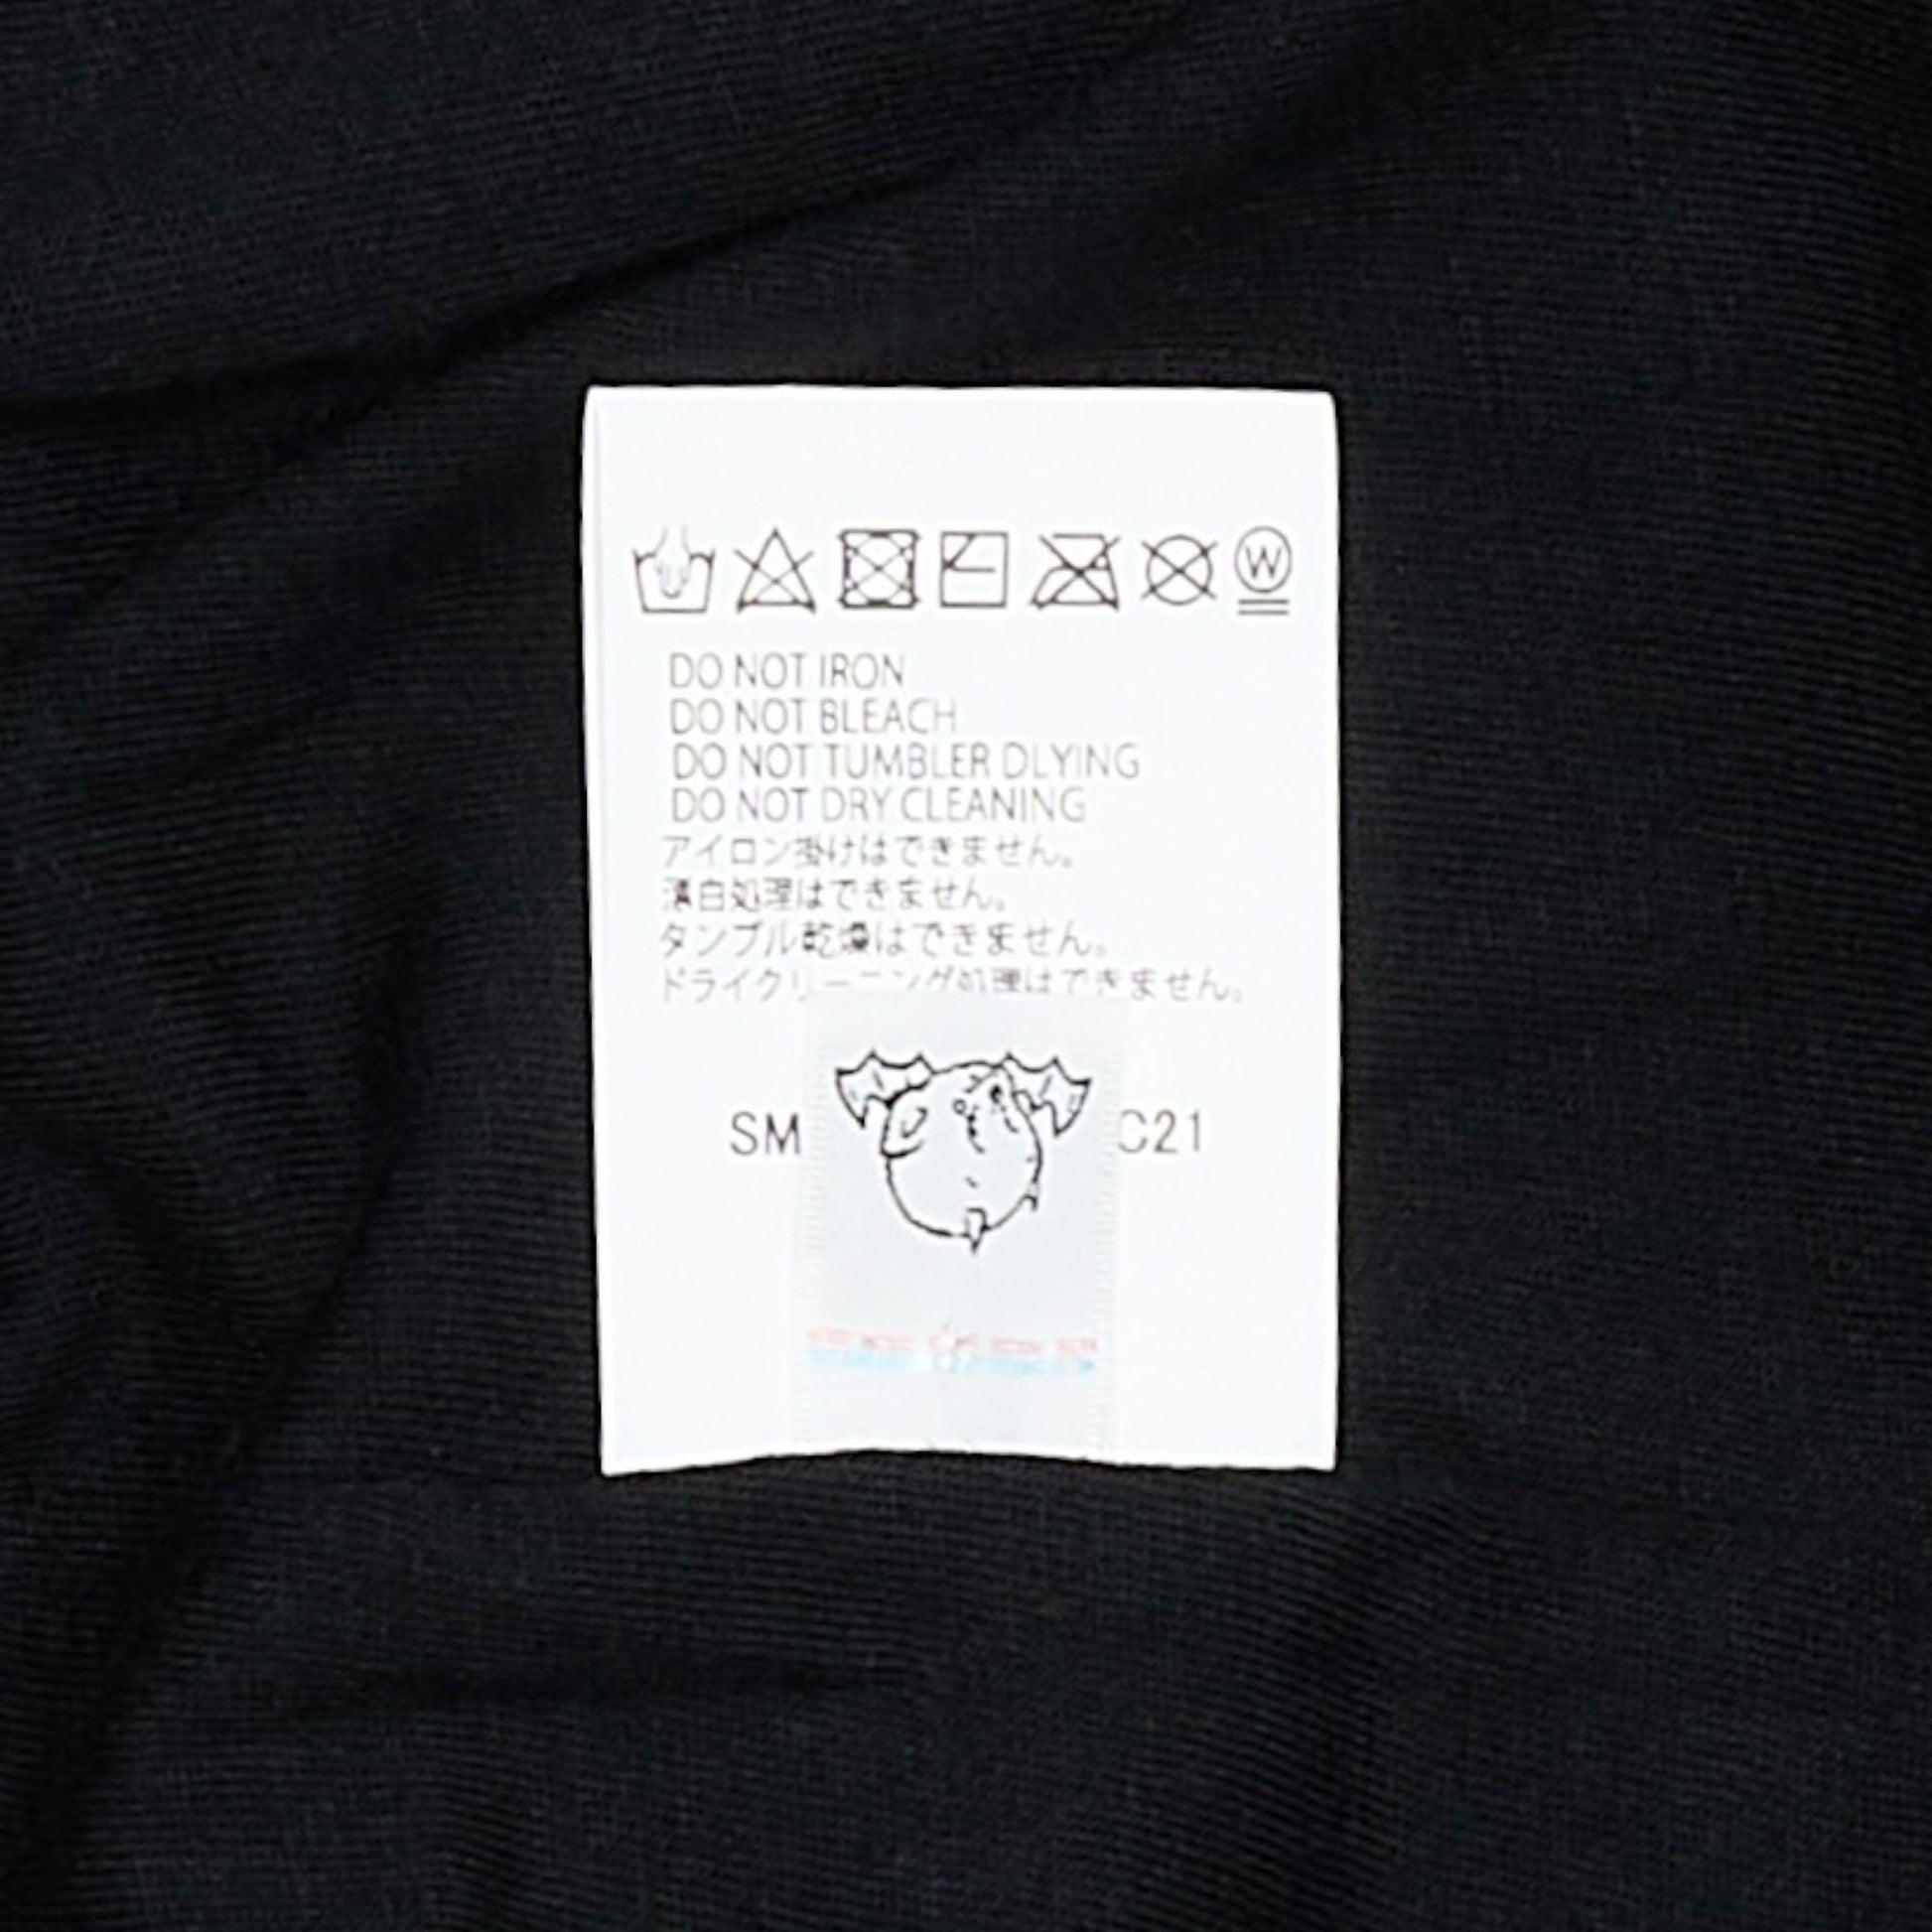 W
DO NOT IRON
DO NOT BLEACH
DO NOT TUMBLER DLYING
DO NOT DRY CLEANING
アイロン掛けはできません。
漂白処理はできません。
タンブル乾燥はできません。
ドライクリーニング処理はできません。
SM C21